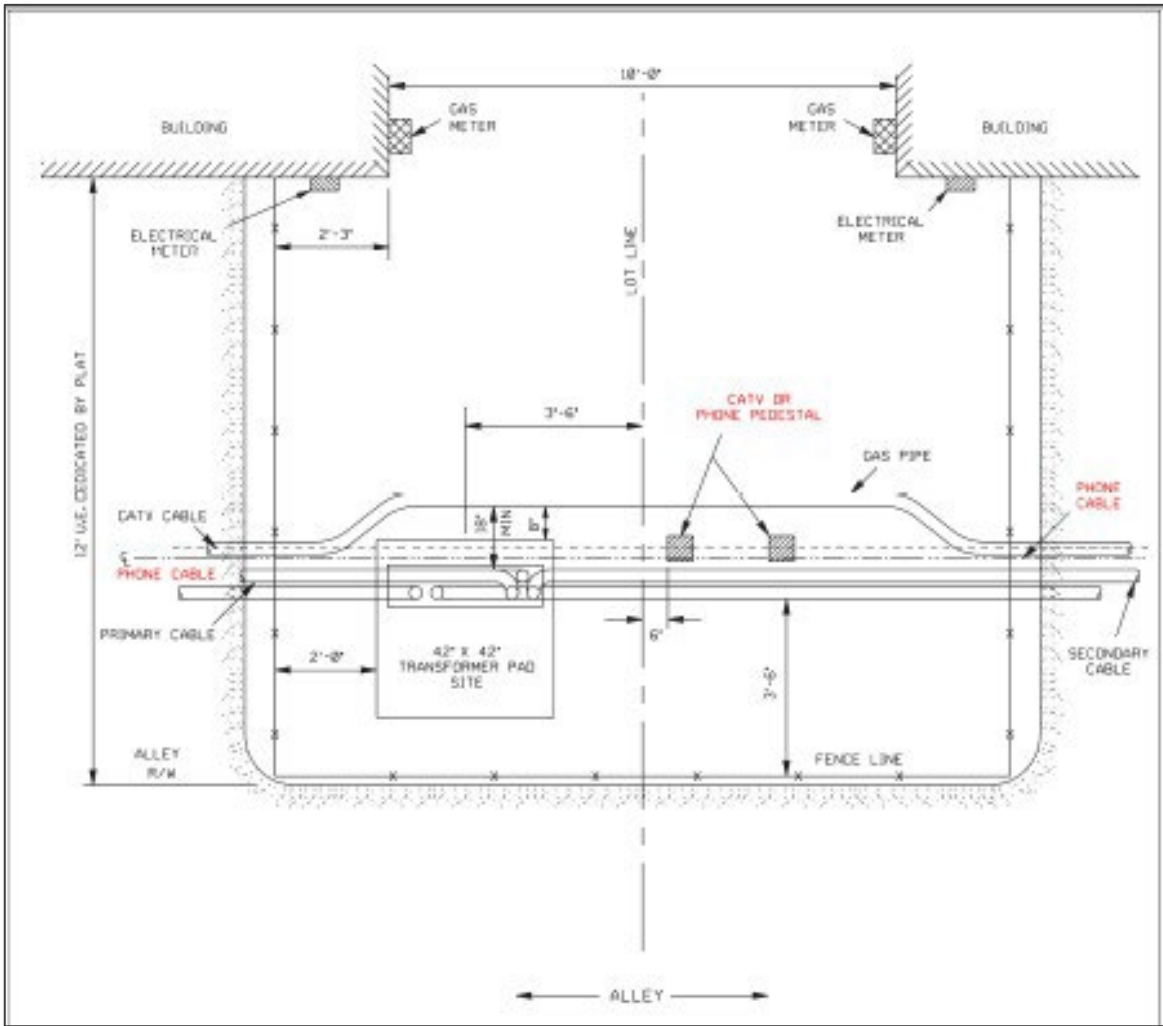 10'-0"
BUILDING
GAS
METER
GAS
METER
BUILDING
ELECTRICAL
METER
2'-3"
ELECTRICAL
METER
LOT LINE
12' U.E. DEDICATED BY PLAT
3'-6"
CATV OR
PHONE PEDESTAL
GAS PIPE
PHONE
CABLE
CATV CABLE
18"
MIN
8"
PHONE CABLE
PRIMARY CABLE
6"
2'-0"
42" X 42"
TRANSFORMER PAD
SITE
3'-6"
SECONDARY
CABLE
ALLEY
R/W
FENCE LINE
ALLEY